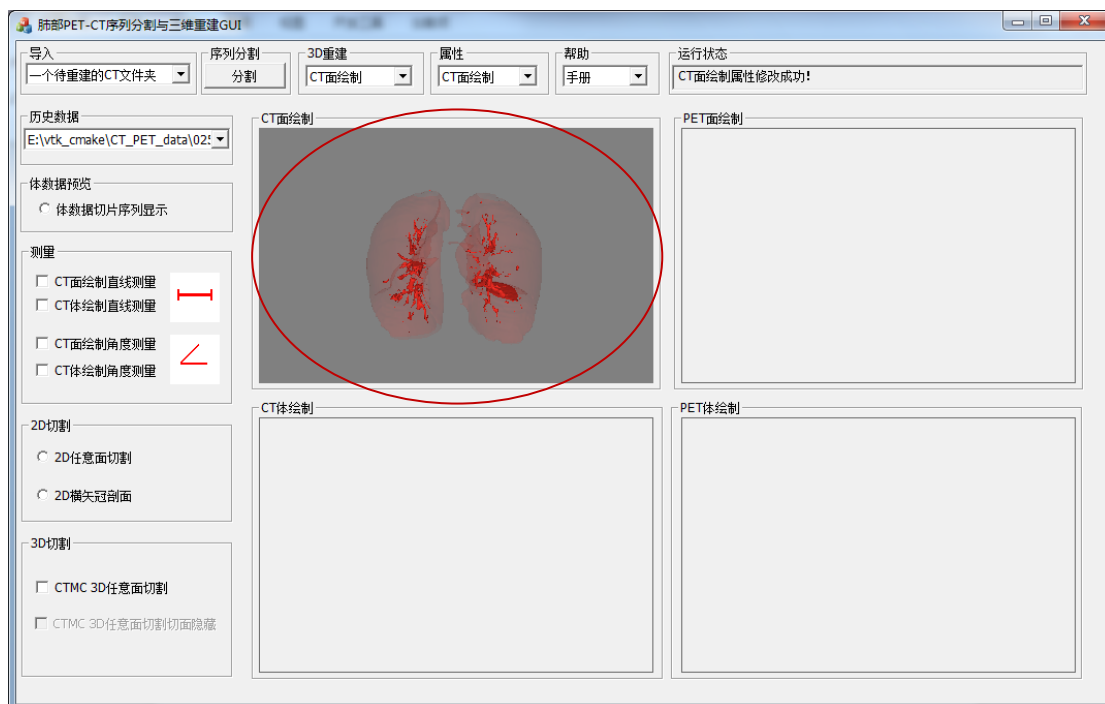 肺部PET-CT序列分割与三维重建GUI
导入
序列分割
3D重建
属性
帮助
运行状态
一个待重建的CT文件夹
分割
CT面绘制
CT面绘制
手册
CT面绘制属性修改成功!
历史数据
E:\vtk_cmake\CT_PET_data\025
体数据预览
体数据切片序列显示
测量
CT面绘制直线测量
CT体绘制直线测量
CT面绘制角度测量
CT体绘制角度测量
2D切割
2D任意面切割
2D横矢冠剖面
3D切割
CTMC 3D任意面切割
CTMC 3D任意面切割切面隐藏
CT面绘制
PET面绘制
CT体绘制
PET体绘制